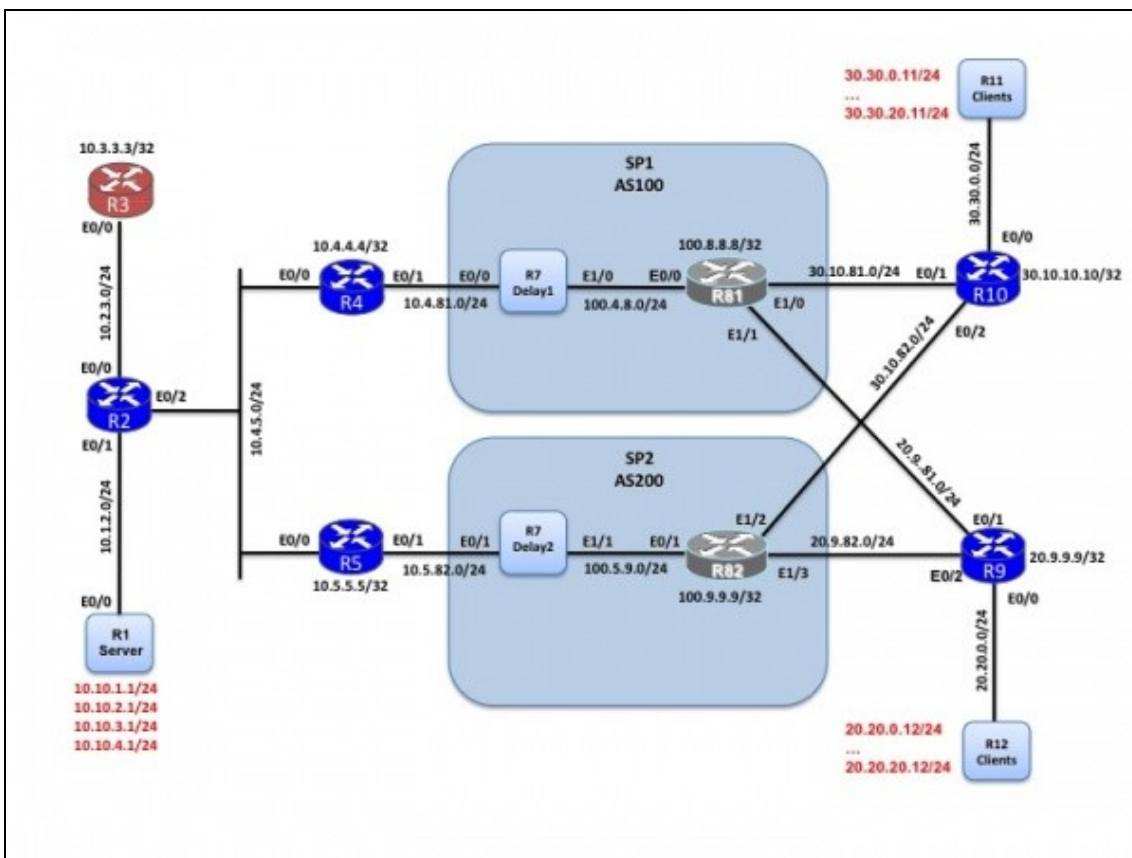 30.30.0.11/24
...
30.30.20.11/24
R11
Clients
10.3.3.3/32
R3
E0/0
10.2.3.0/24
E0/0
R2
E0/2
E0/1
10.1.2.0/24
E0/0
R1
Server
10.10.1.1/24
10.10.2.1/24
10.10.3.1/24
10.10.4.1/24
10.4.5.0/24
10.4.4.4/32
E0/0
R4
E0/1
10.4.81.0/24
E0/0
R5
E0/1
10.5.5.5/32
10.5.82.0/24
SP1
AS100
E0/0
R7
Delay1
E1/0
100.4.8.0/24
E0/0
100.8.8.8/32
R81
E1/0
E1/1
SP2
AS200
E0/1
R7
Delay2
E1/1
100.5.9.0/24
E0/1
R82
100.9.9.9/32
E1/2
E1/3
30.10.81.0/24
30.10.82.0/24
20.9..81.0/24
20.9.82.0/24
30.30.0.0/24
E0/0
E0/1
R10
30.10.10.10/32
E0/2
E0/1
R9
20.9.9.9/32
E0/2
E0/0
20.20.0.0/24
20.20.0.12/24
...
20.20.20.12/24
R12
Clients